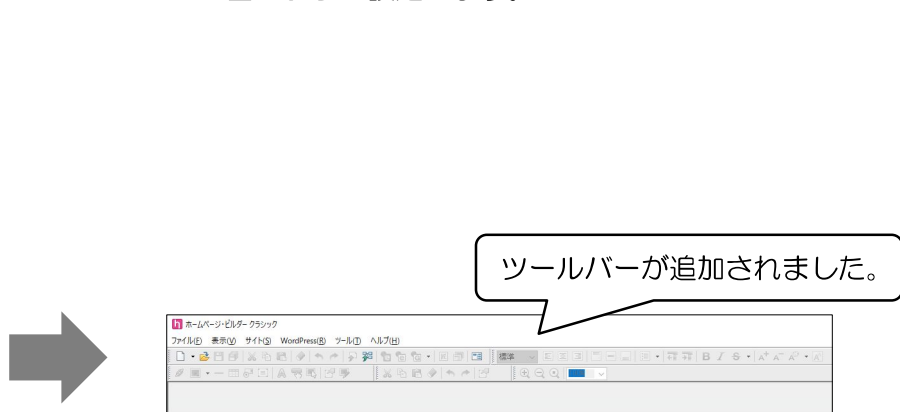 ツールバーが追加されました。
ホームページ・ビルダー クラシック
ファイル(F) 表示(V) サイト(S) WordPress(R) ツール(T) ヘルプ(H)
標準